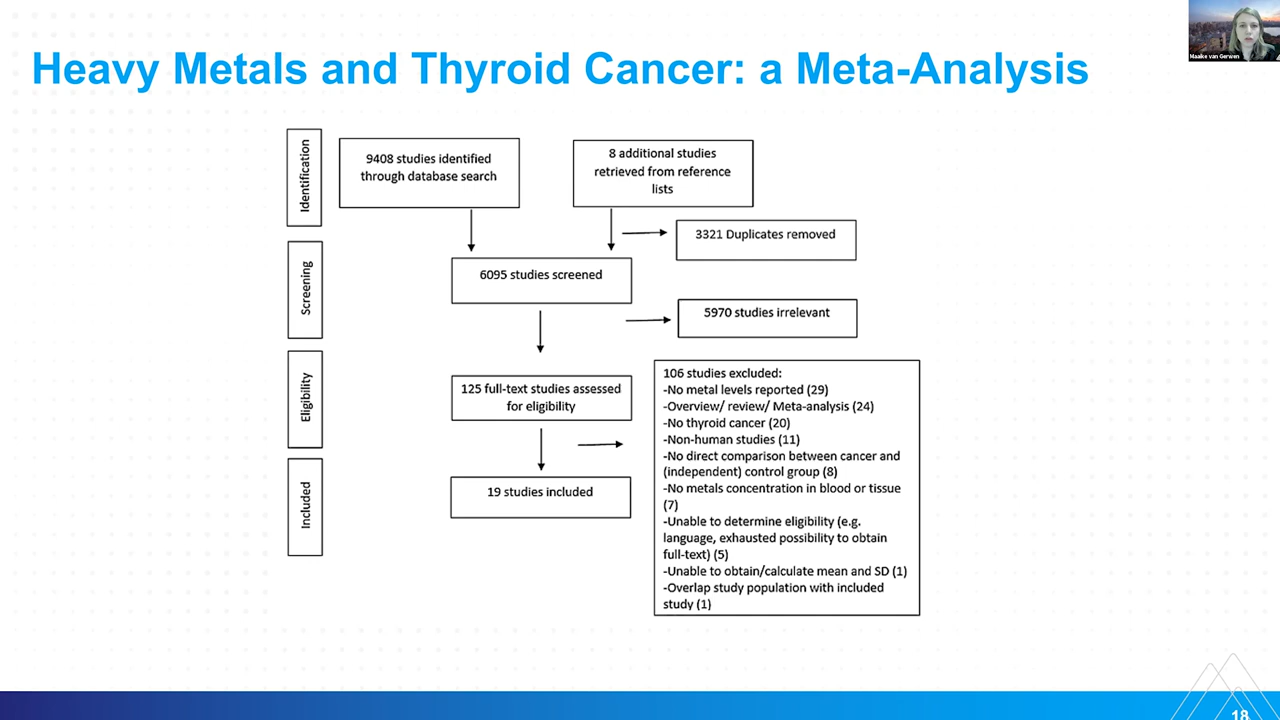 Heavy Metals and Thyroid Cancer: a Meta-Analysis
Maaike van Gerwen
Identification
9408 studies identified
through database search
8 additional studies
retrieved from reference
lists
3321 Duplicates removed
Screening
6095 studies screened
5970 studies irrelevant
Eligibility
125 full-text studies assessed
for eligibility
106 studies excluded:
-No metal levels reported (29)
-Overview/ review/ Meta-analysis (24)
-No thyroid cancer (20)
-Non-human studies (11)
-No direct comparison between cancer and
(independent) control group (8)
-No metals concentration in blood or tissue
(7)
-Unable to determine eligibility (e.g.
language, exhausted possibility to obtain
full-text) (5)
-Unable to obtain/calculate mean and SD (1)
-Overlap study population with included
study (1)
Included
19 studies included
18